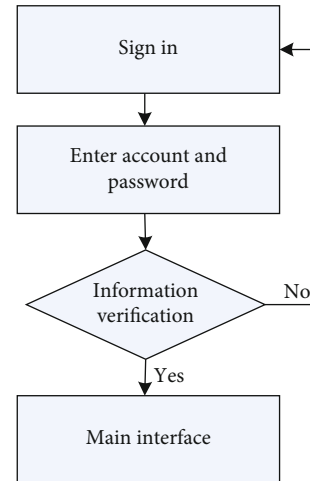 Sign in
Enter account and
password
Information
verification
No
Yes
Main interface